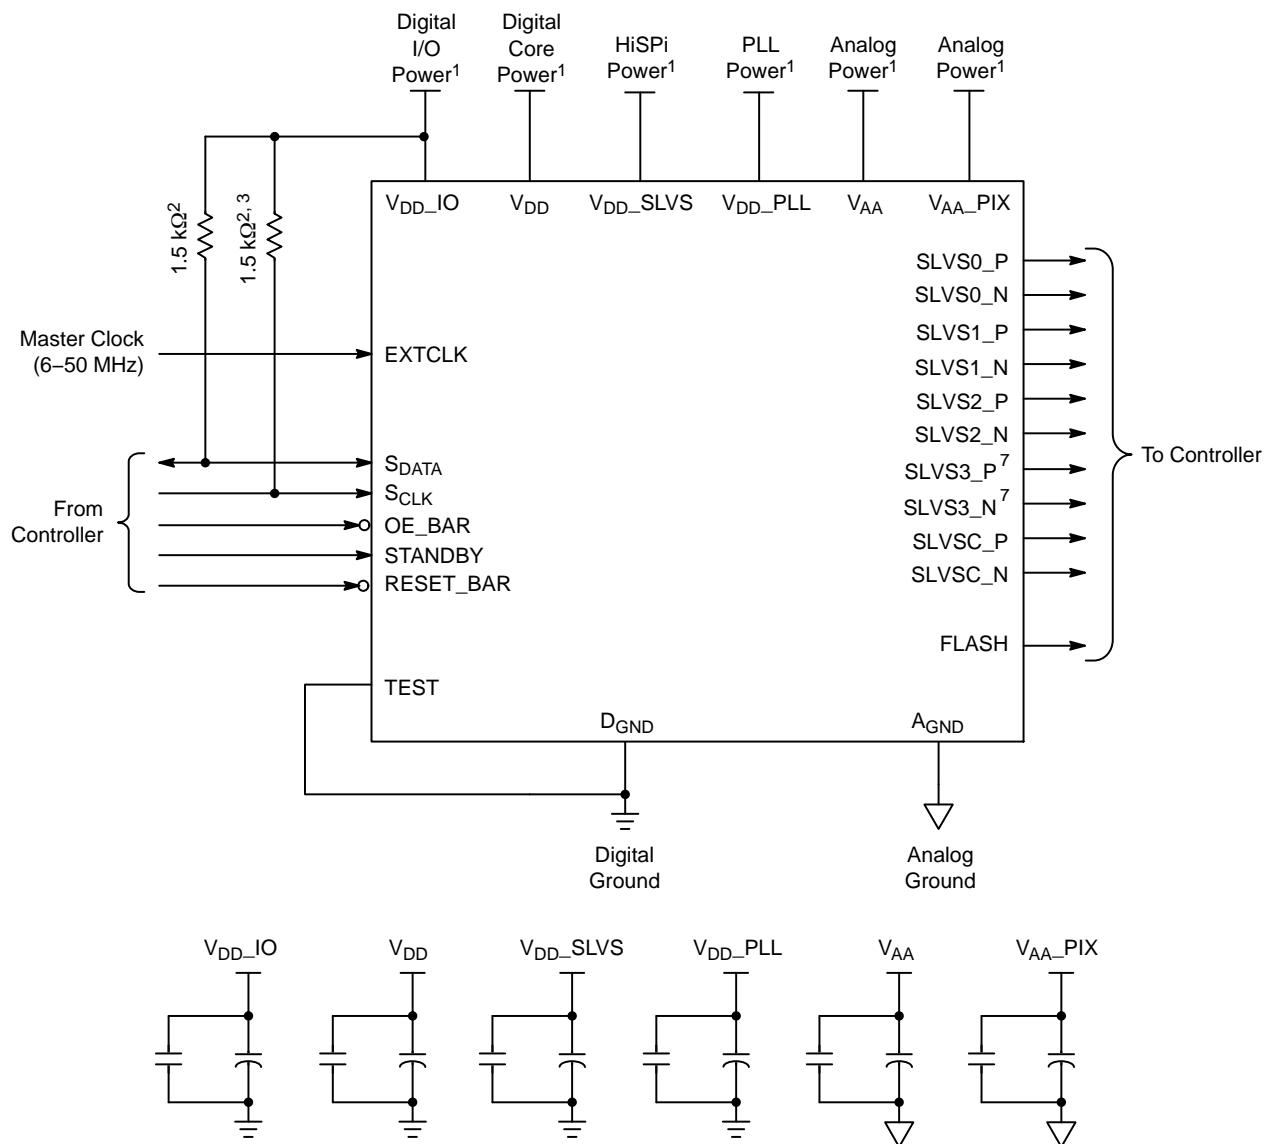 Digital
I/O
Power1
Digital
Core
Power1
HiSPi
Power1
PLL
Power1
Analog
Power1
Analog
Power1
1.5 kΩ2
1.5 kΩ2, 3
VDD_IO
VDD
VDD_SLVS
VDD_PLL
VAA
VAA_PIX
Master Clock
(6–50 MHz)
EXTCLK
From
Controller
SDATA
SCLK
OE_BAR
STANDBY
RESET_BAR
TEST
SLVS0_P
SLVS0_N
SLVS1_P
SLVS1_N
SLVS2_P
SLVS2_N
SLVS3_P7
SLVS3_N7
SLVSC_P
SLVSC_N
FLASH
To Controller
DGND
AGND
Digital
Ground
Analog
Ground
VDD_IO
VDD
VDD_SLVS
VDD_PLL
VAA
VAA_PIX